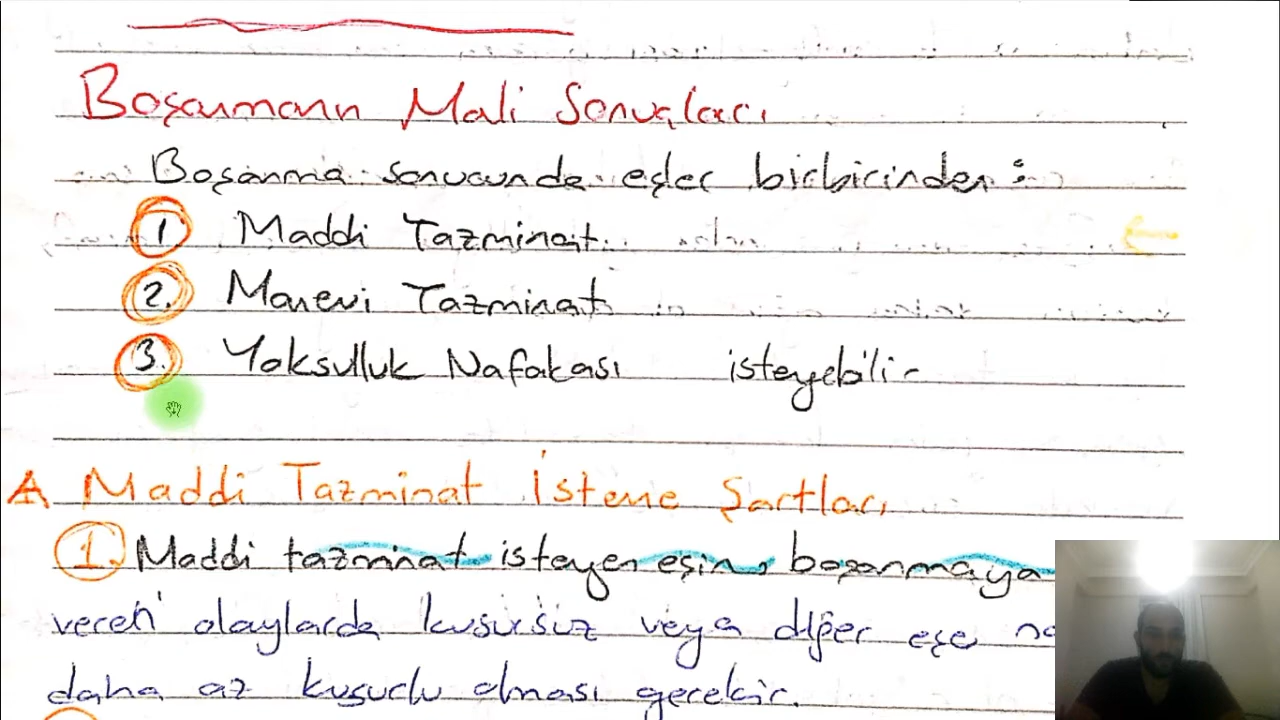 Boşanmanın Mali Sonuçları
Boşanma sonucunda eşler birbirinden :
1 Maddi Tazminat
2. Manevi Tazminat
3. Yoksulluk Nafakası isteyebilir
A Maddi Tazminat İsteme Şartları
1. Maddi tazminat isteyen eşin, boşanmaya
veren olaylarda kusursuz veya diğer eşe
daha az kusurlu olması gerekir.